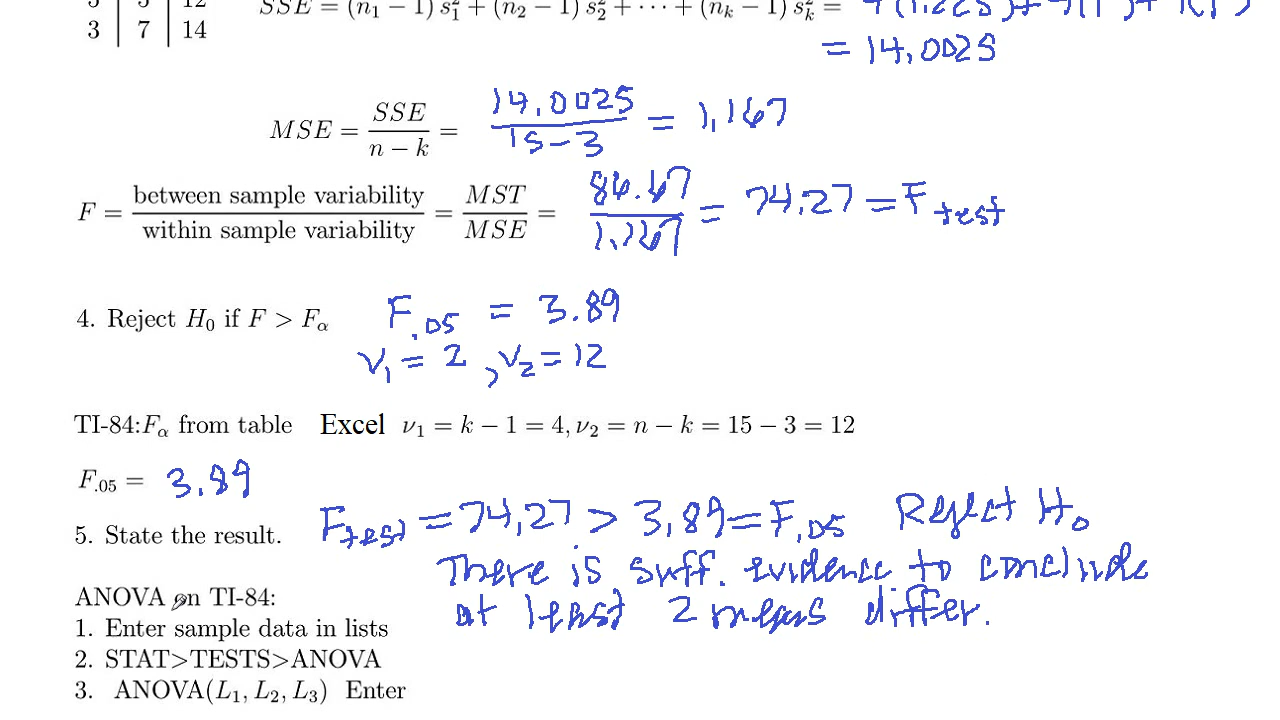 3 7 14
SSE = (n₁ − 1) s₁² + (n₂ − 1) s₂² + ··· + (nₖ − 1) sₖ² =
= 14,0025
MSE = SSE / (n − k) = 14,0025 / (15−3) = 1,167
F = between sample variability / within sample variability = MST / MSE = 86.67 / 1,167 = 74,27 = F test
4. Reject H₀ if F > Fα F.05 = 3.89
ν₁ = 2, ν₂ = 12
TI-84:Fα from table Excel ν₁ = k − 1 = 4, ν₂ = n − k = 15 − 3 = 12
F.05 = 3.89
5. State the result. Ftest = 74,27 > 3,89 = F.05 Reject H₀
There is suff. evidence to conclude
at least 2 means differ.
ANOVA on TI-84:
1. Enter sample data in lists
2. STAT>TESTS>ANOVA
3. ANOVA(L₁, L₂, L₃) Enter